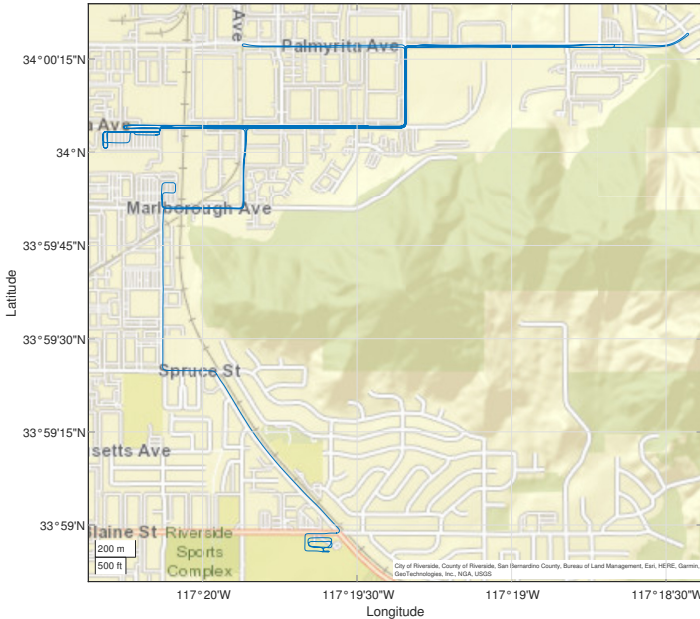 Ave
Palmyrita Ave
34°00'15"N
a Ave
34°N
Marlborough Ave
33°59'45"N
Latitude
33°59'30"N
Spruce St
33°59'15"N
setts Ave
33°59'N
Blaine St
Riverside
Sports
Complex
200 m
500 ft
City of Riverside, County of Riverside, San Bernardino County, Bureau of Land Management, Esri, HERE, Garmin,
GeoTechnologies, Inc., NGA, USGS
117°20'W
117°19'30"W
117°19'W
117°18'30"W
Longitude